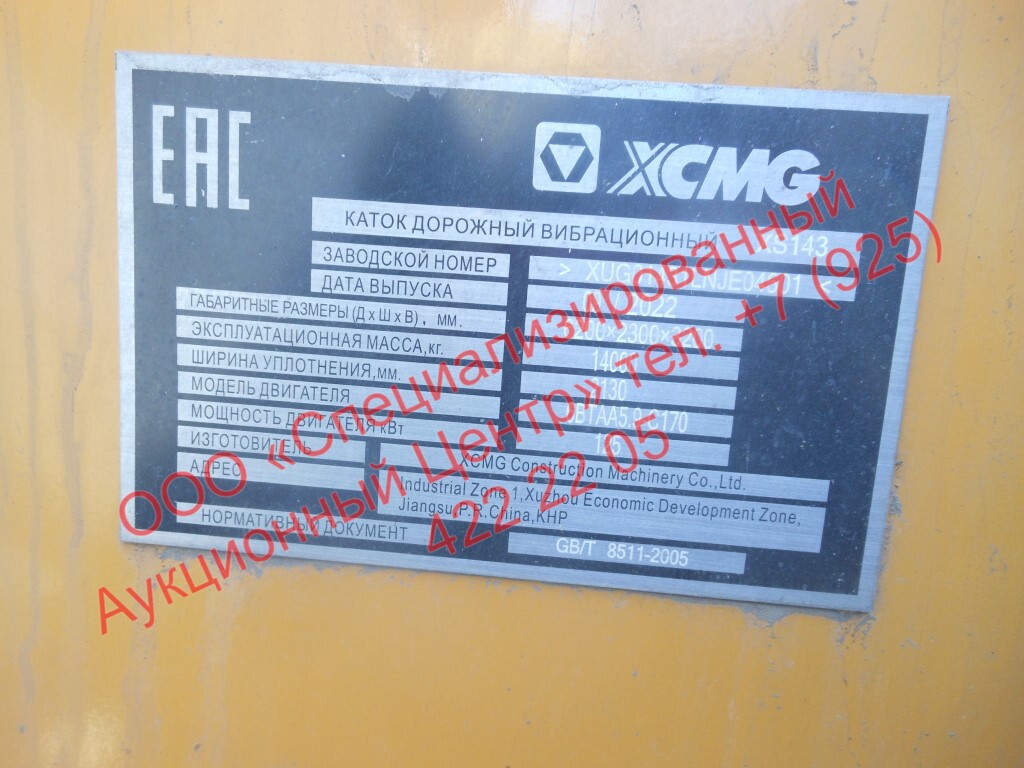 EAC
XCMG
КАТОК ДОРОЖНЫЙ ВИБРАЦИОННЫЙ
ЗАВОДСКОЙ НОМЕР
ДАТА ВЫПУСКА
ГАБАРИТНЫЕ РАЗМЕРЫ (ДхШхВ), ММ.
ЭКСПЛУАТАЦИОННАЯ МАССА, КГ.
ШИРИНА УПЛОТНЕНИЯ, ММ.
МОДЕЛЬ ДВИГАТЕЛЯ
МОЩНОСТЬ ДВИГАТЕЛЯ кВт
ИЗГОТОВИТЕЛЬ XCMG Construction Machinery Co., Ltd.
АДРЕС Industrial Zone 1, Xuzhou Economic Development Zone,
Jiangsu, P. R. China, КНР
НОРМАТИВНЫЙ ДОКУМЕНТ GB/T 8511-2005
ООО «Специализированный
Аукционный Центр» тел. +7 (925)
422 22 05